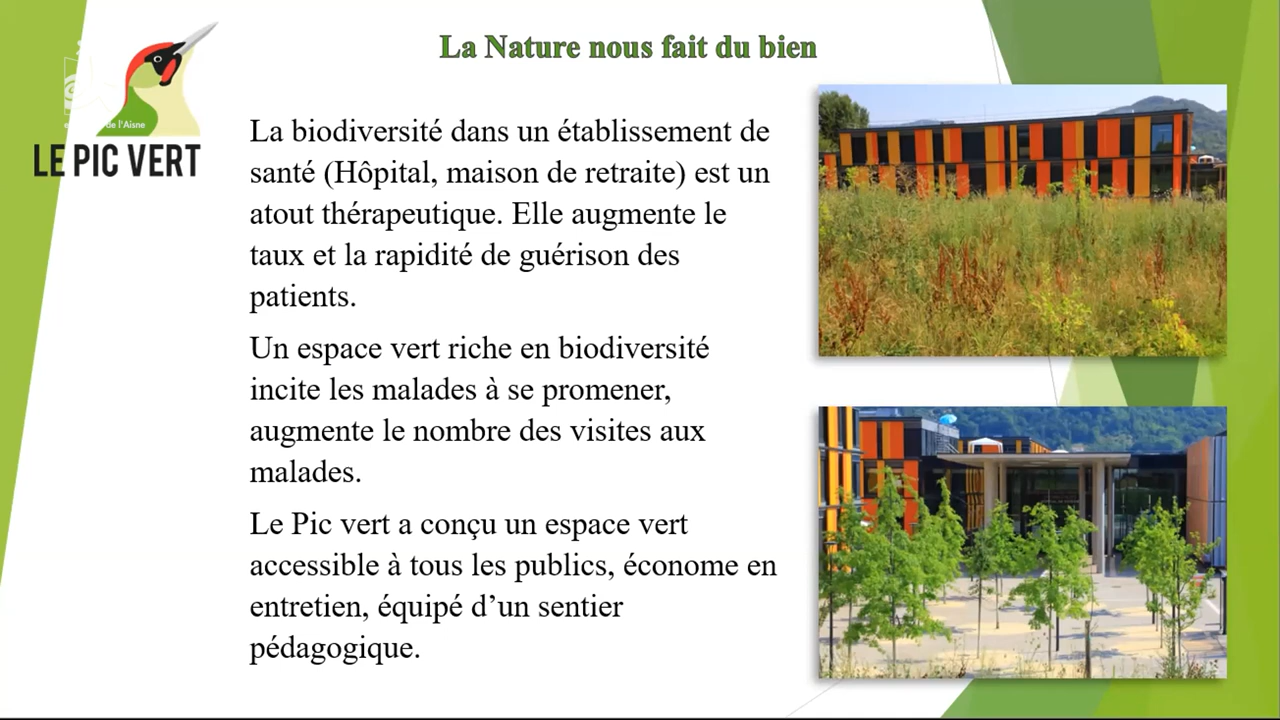 La Nature nous fait du bien
de l'Aisne
LE PIC VERT
La biodiversité dans un établissement de
santé (Hôpital, maison de retraite) est un
atout thérapeutique. Elle augmente le
taux et la rapidité de guérison des
patients.
Un espace vert riche en biodiversité
incite les malades à se promener,
augmente le nombre des visites aux
malades.
Le Pic vert a conçu un espace vert
accessible à tous les publics, économe en
entretien, équipé d’un sentier
pédagogique.